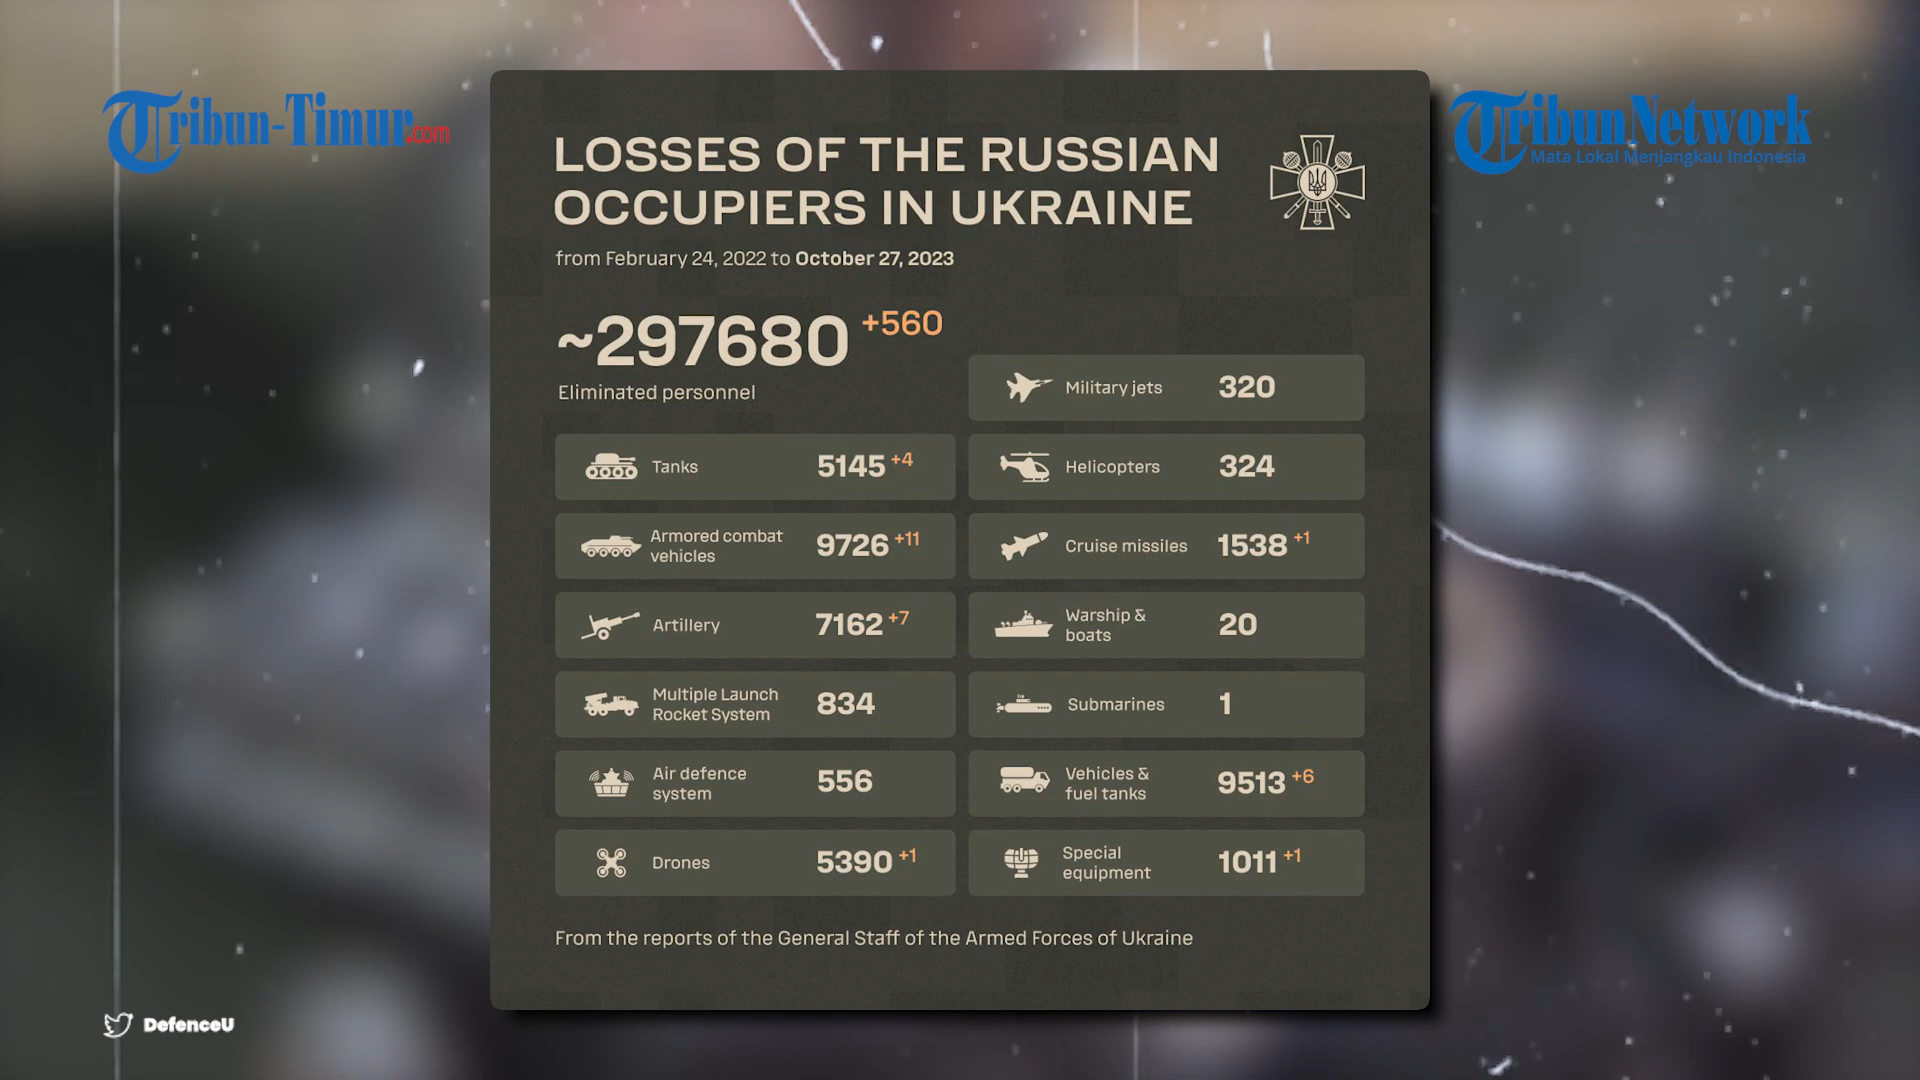 Tribun-Timur.com
TribunNetwork
Mata Lokal Menjangkau Indonesia
LOSSES OF THE RUSSIAN
OCCUPIERS IN UKRAINE
from February 24, 2022 to October 27, 2023
~297680 +560
Eliminated personnel
Military jets 320
Tanks 5145 +4
Helicopters 324
Armored combat
vehicles 9726 +11
Cruise missiles 1538 +1
Artillery 7162 +7
Warship &
boats 20
Multiple Launch
Rocket System 834
Submarines 1
Air defence
system 556
Vehicles &
fuel tanks 9513 +6
Drones 5390 +1
Special
equipment 1011 +1
From the reports of the General Staff of the Armed Forces of Ukraine
DefenceU